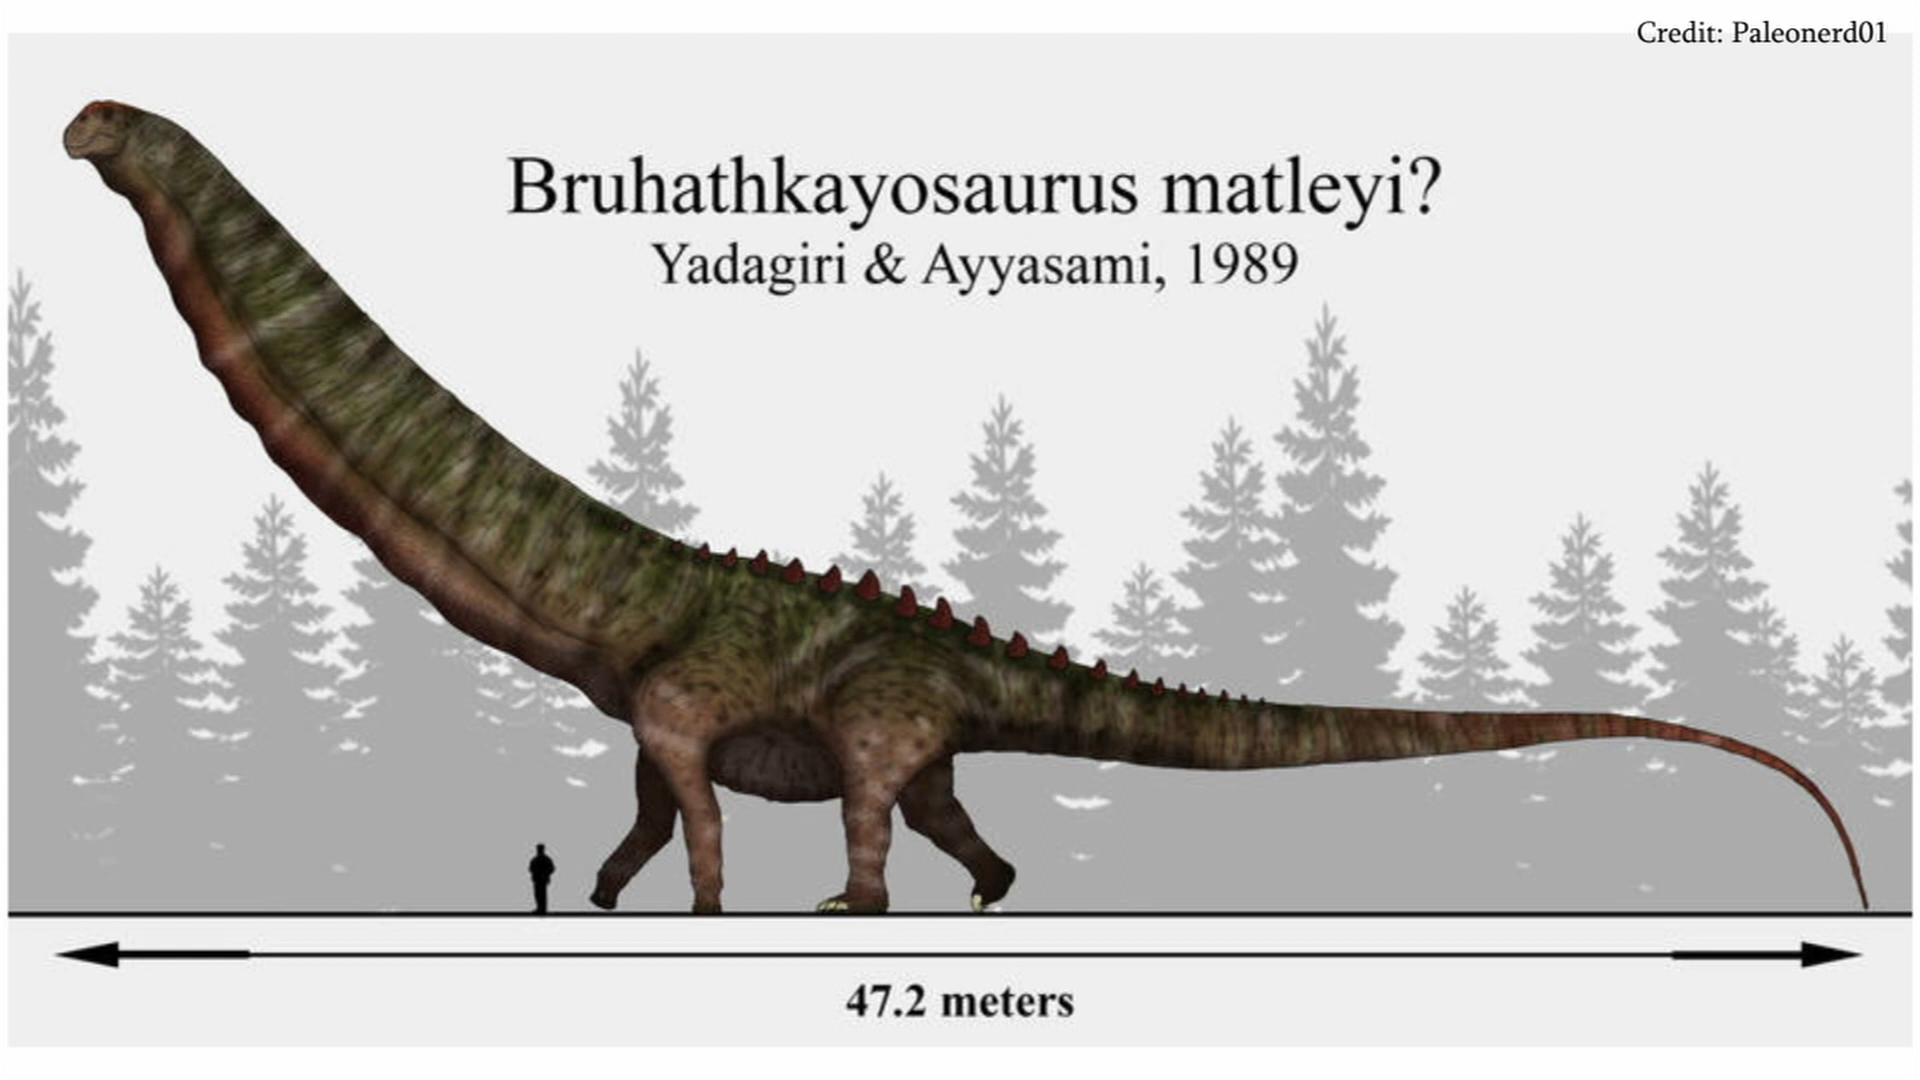 Credit: Paleonerd01
Bruhathkayosaurus matleyi?
Yadagiri & Ayyasami, 1989
47.2 meters